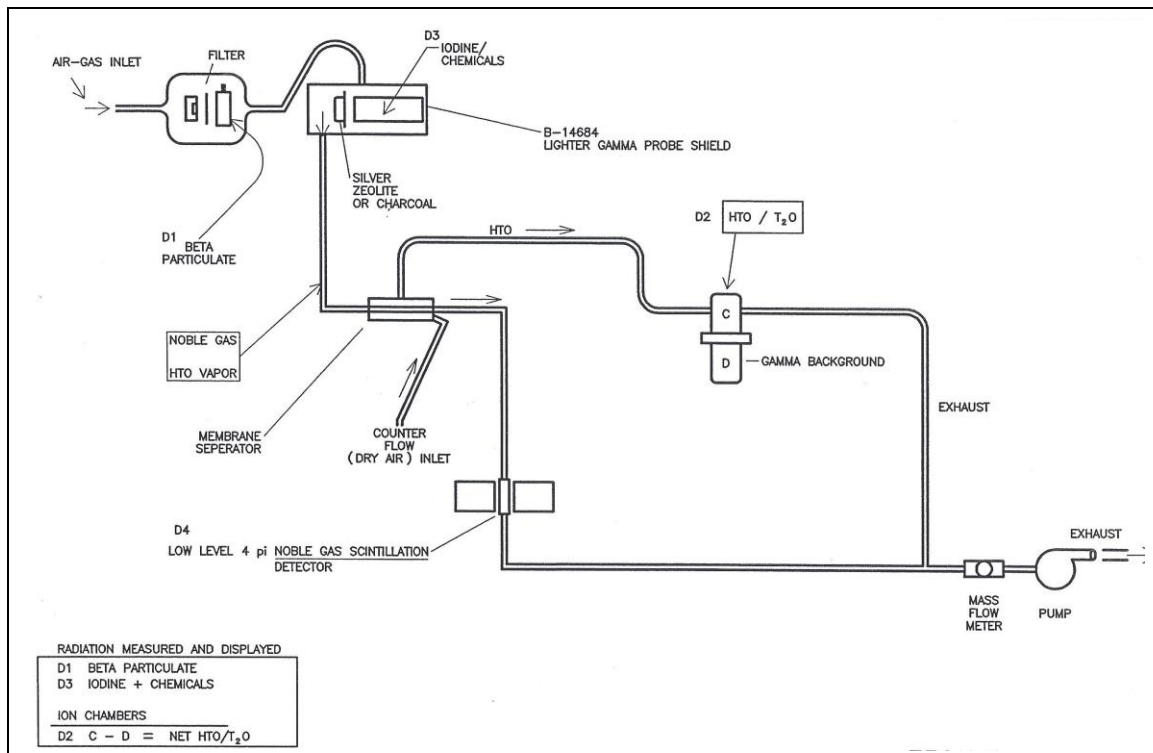 AIR-GAS INLET
FILTER
D3
IODINE/
CHEMICALS
B-14684
LIGHTER GAMMA PROBE SHIELD
SILVER
ZEOLITE
OR CHARCOAL
D1
BETA
PARTICULATE
HTO
D2
HTO / T₂O
C
D
GAMMA BACKGROUND
NOBLE GAS
HTO VAPOR
MEMBRANE
SEPERATOR
COUNTER
FLOW
(DRY AIR) INLET
EXHAUST
D4
LOW LEVEL 4 pi NOBLE GAS SCINTILLATION
DETECTOR
EXHAUST
MASS
FLOW
METER
PUMP
RADIATION MEASURED AND DISPLAYED
D1 BETA PARTICULATE
D3 IODINE + CHEMICALS
ION CHAMBERS
D2 C - D = NET HTO/T₂O